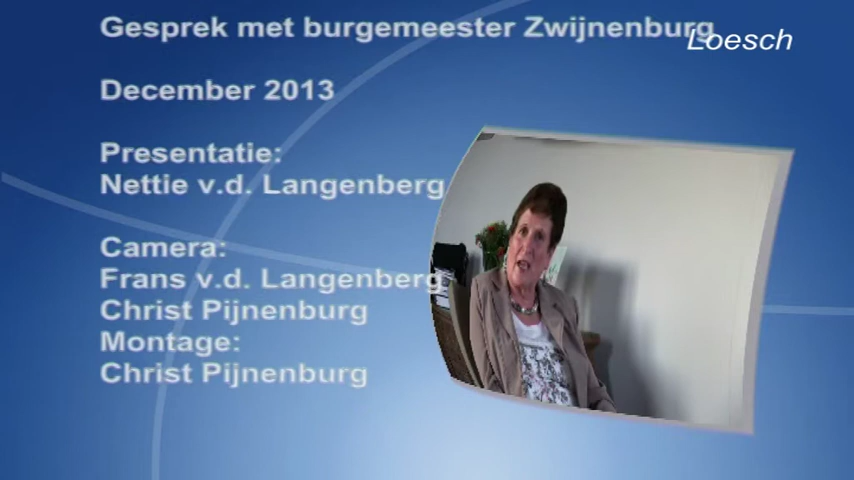 Gesprek met burgemeester Zwijnenburg
Loesch
December 2013
Presentatie:
Nettie v.d. Langenberg
Camera:
Frans v.d. Langenberg
Christ Pijnenburg
Montage:
Christ Pijnenburg